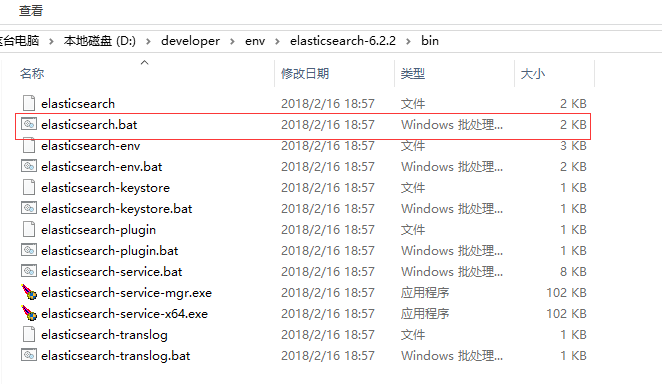 查看
这台电脑 > 本地磁盘 (D:) > developer > env > elasticsearch-6.2.2 > bin
名称 修改日期 类型 大小
elasticsearch 2018/2/16 18:57 文件 2 KB
elasticsearch.bat 2018/2/16 18:57 Windows 批处理... 2 KB
elasticsearch-env 2018/2/16 18:57 文件 3 KB
elasticsearch-env.bat 2018/2/16 18:57 Windows 批处理... 2 KB
elasticsearch-keystore 2018/2/16 18:57 文件 1 KB
elasticsearch-keystore.bat 2018/2/16 18:57 Windows 批处理... 1 KB
elasticsearch-plugin 2018/2/16 18:57 文件 1 KB
elasticsearch-plugin.bat 2018/2/16 18:57 Windows 批处理... 1 KB
elasticsearch-service.bat 2018/2/16 18:57 Windows 批处理... 8 KB
elasticsearch-service-mgr.exe 2018/2/16 18:57 应用程序 102 KB
elasticsearch-service-x64.exe 2018/2/16 18:57 应用程序 102 KB
elasticsearch-translog 2018/2/16 18:57 文件 1 KB
elasticsearch-translog.bat 2018/2/16 18:57 Windows 批处理... 1 KB